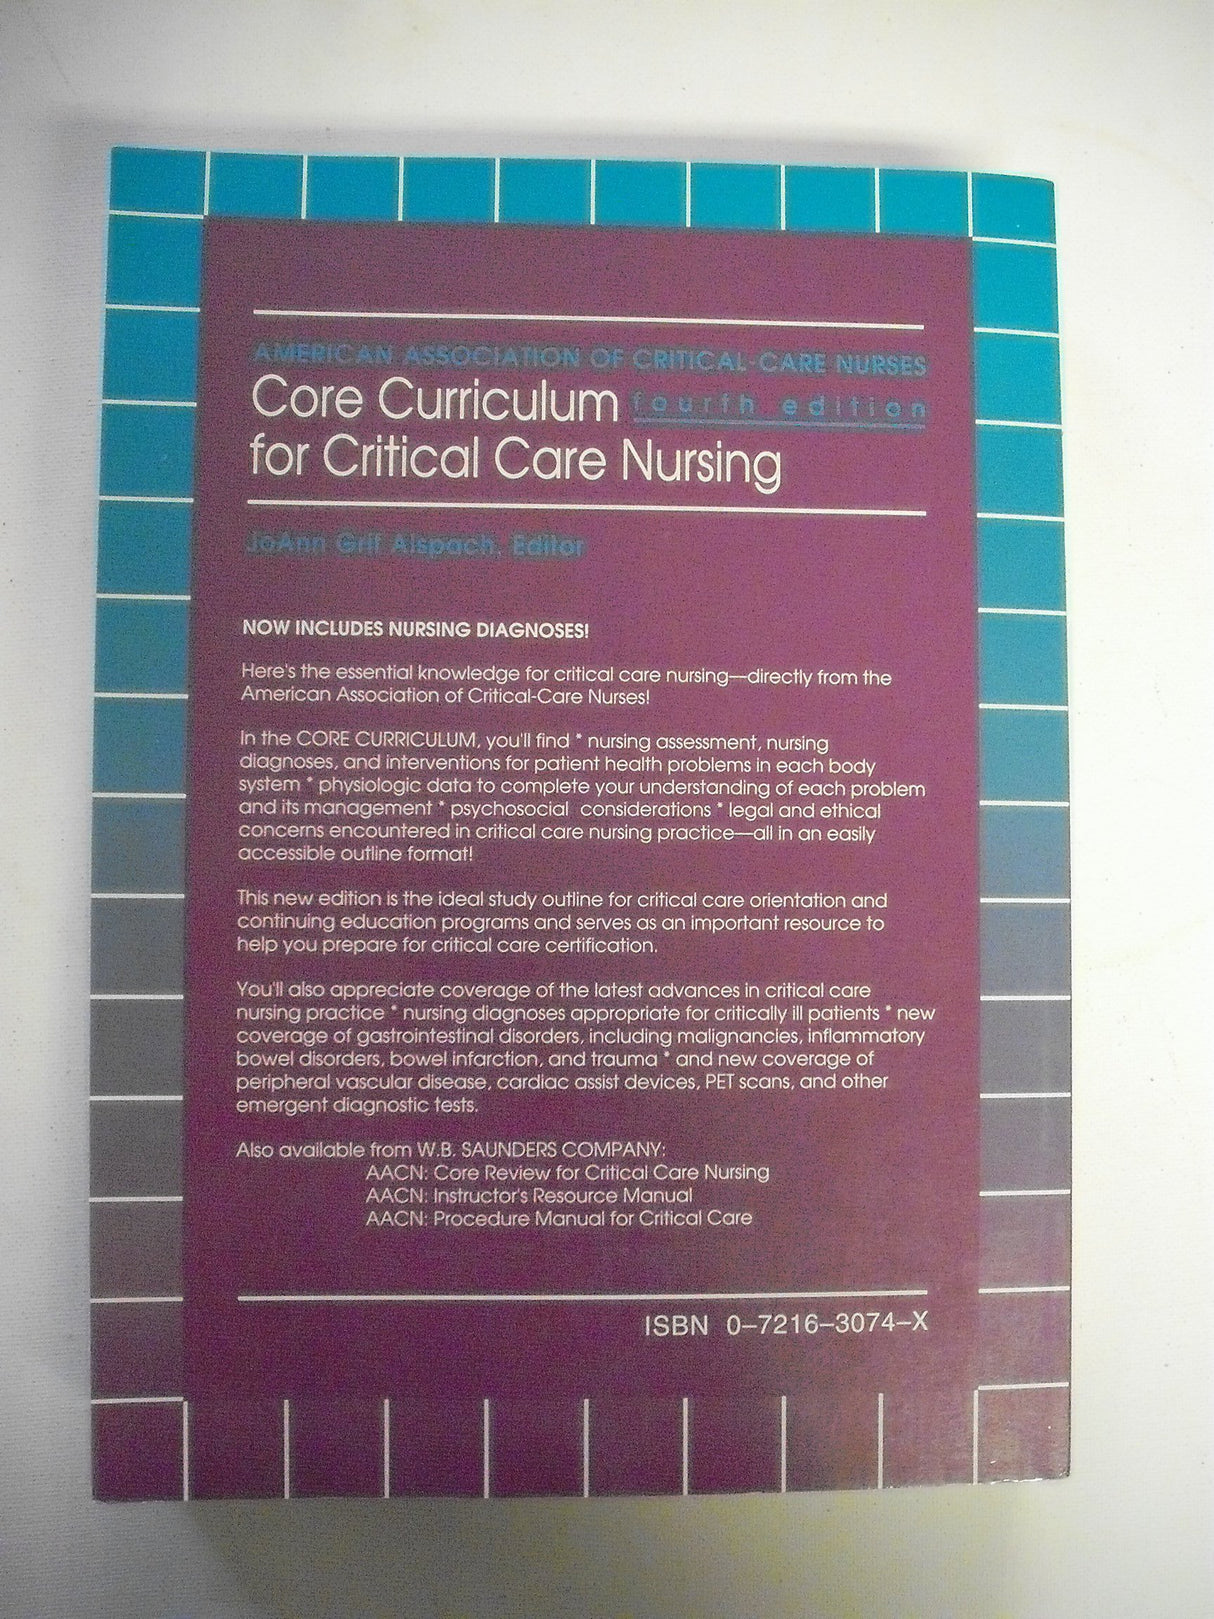 AMERICAN ASSOCIATION OF CRITICAL-CARE NURSES
Core Curriculum fourth edition
for Critical Care Nursing
JoAnn Grif Alspach, Editor
NOW INCLUDES NURSING DIAGNOSES!
Here's the essential knowledge for critical care nursing—directly from the
American Association of Critical-Care Nurses!
In the CORE CURRICULUM, you'll find * nursing assessment, nursing
diagnoses, and interventions for patient health problems in each body
system * physiologic data to complete your understanding of each problem
and its management * psychosocial considerations * legal and ethical
concerns encountered in critical care nursing practice—all in an easily
accessible outline format!
This new edition is the ideal study outline for critical care orientation and
continuing education programs and serves as an important resource to
help you prepare for critical care certification.
You'll also appreciate coverage of the latest advances in critical care
nursing practice * nursing diagnoses appropriate for critically ill patients * new
coverage of gastrointestinal disorders, including malignancies, inflammatory
bowel disorders, bowel infarction, and trauma * and new coverage of
peripheral vascular disease, cardiac assist devices, PET scans, and other
emergent diagnostic tests.
Also available from W.B. SAUNDERS COMPANY:
AACN: Core Review for Critical Care Nursing
AACN: Instructor's Resource Manual
AACN: Procedure Manual for Critical Care
ISBN 0–7216–3074–X